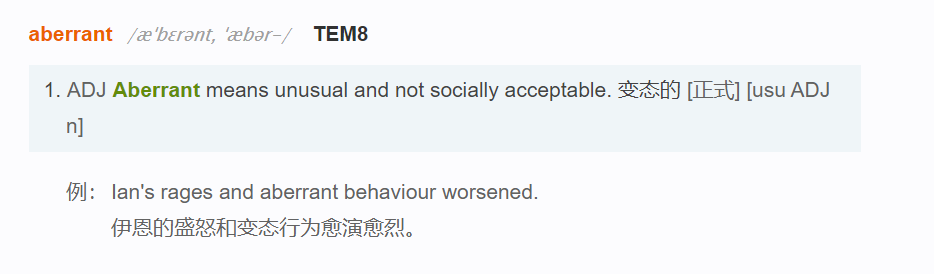 aberrant /æˈbɛrənt, ˈæbər-/ TEM8
1. ADJ Aberrant means unusual and not socially acceptable. 变态的 [正式] [usu ADJ
n]
例： Ian's rages and aberrant behaviour worsened.
伊恩的盛怒和变态行为愈演愈烈。